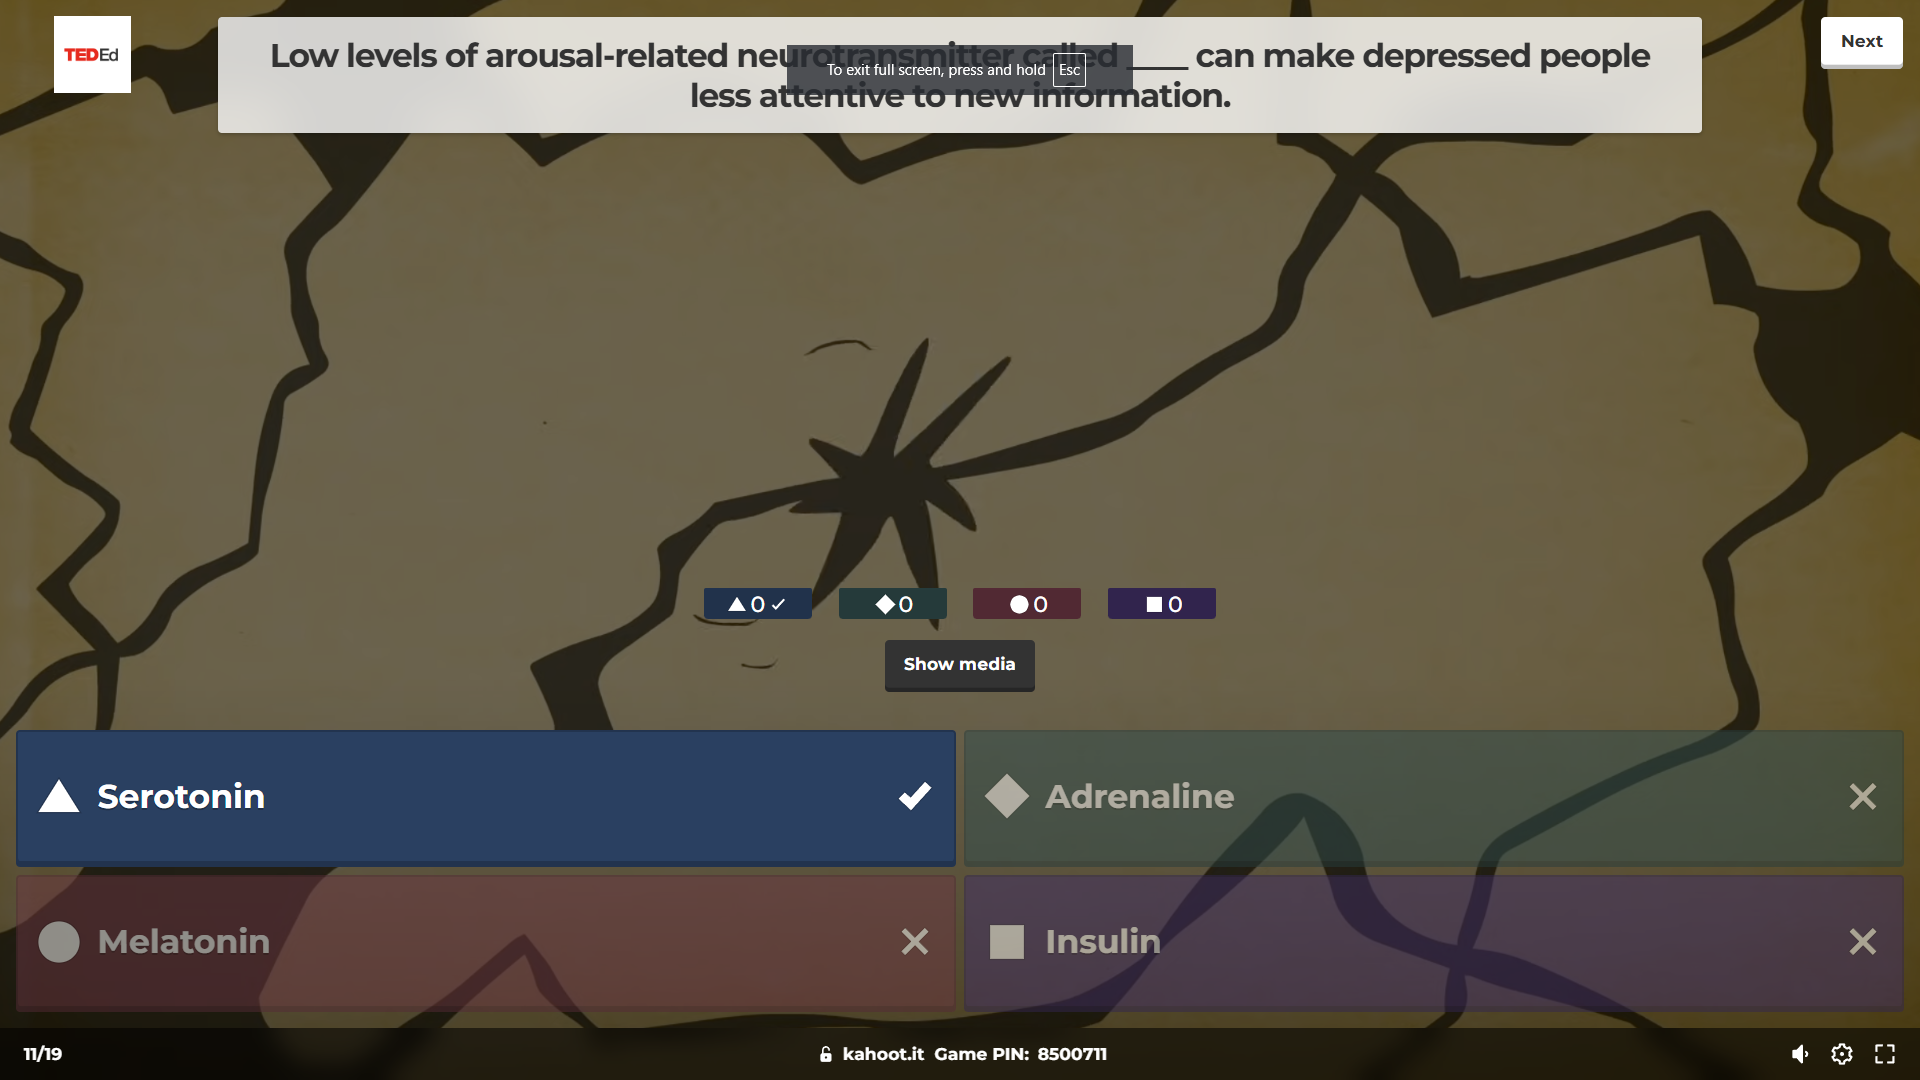 TEDEd
Low levels of arousal-related neurotransmitter called ____ can make depressed people
less attentive to new information.
To exit full screen, press and hold Esc
Next
0
0
0
0
Show media
Serotonin
Adrenaline
Melatonin
Insulin
11/19
kahoot.it Game PIN: 8500711